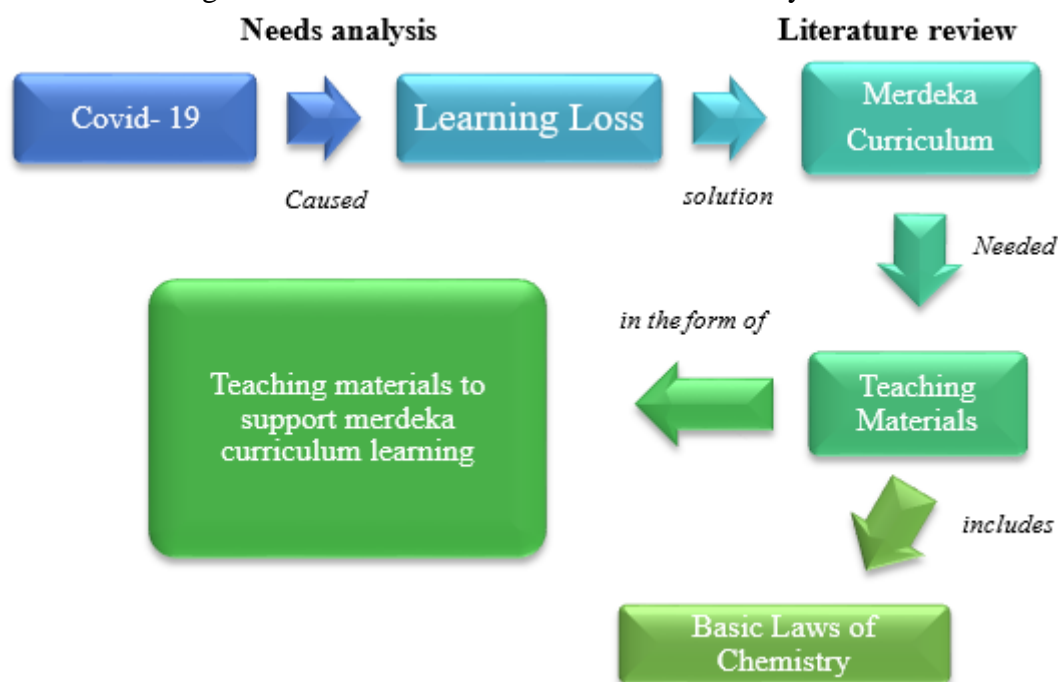 Needs analysis
Literature review
Covid- 19
Learning Loss
Merdeka
Curriculum
Caused
solution
Needed
in the form of
Teaching materials to
support merdeka
curriculum learning
Teaching
Materials
includes
Basic Laws of
Chemistry